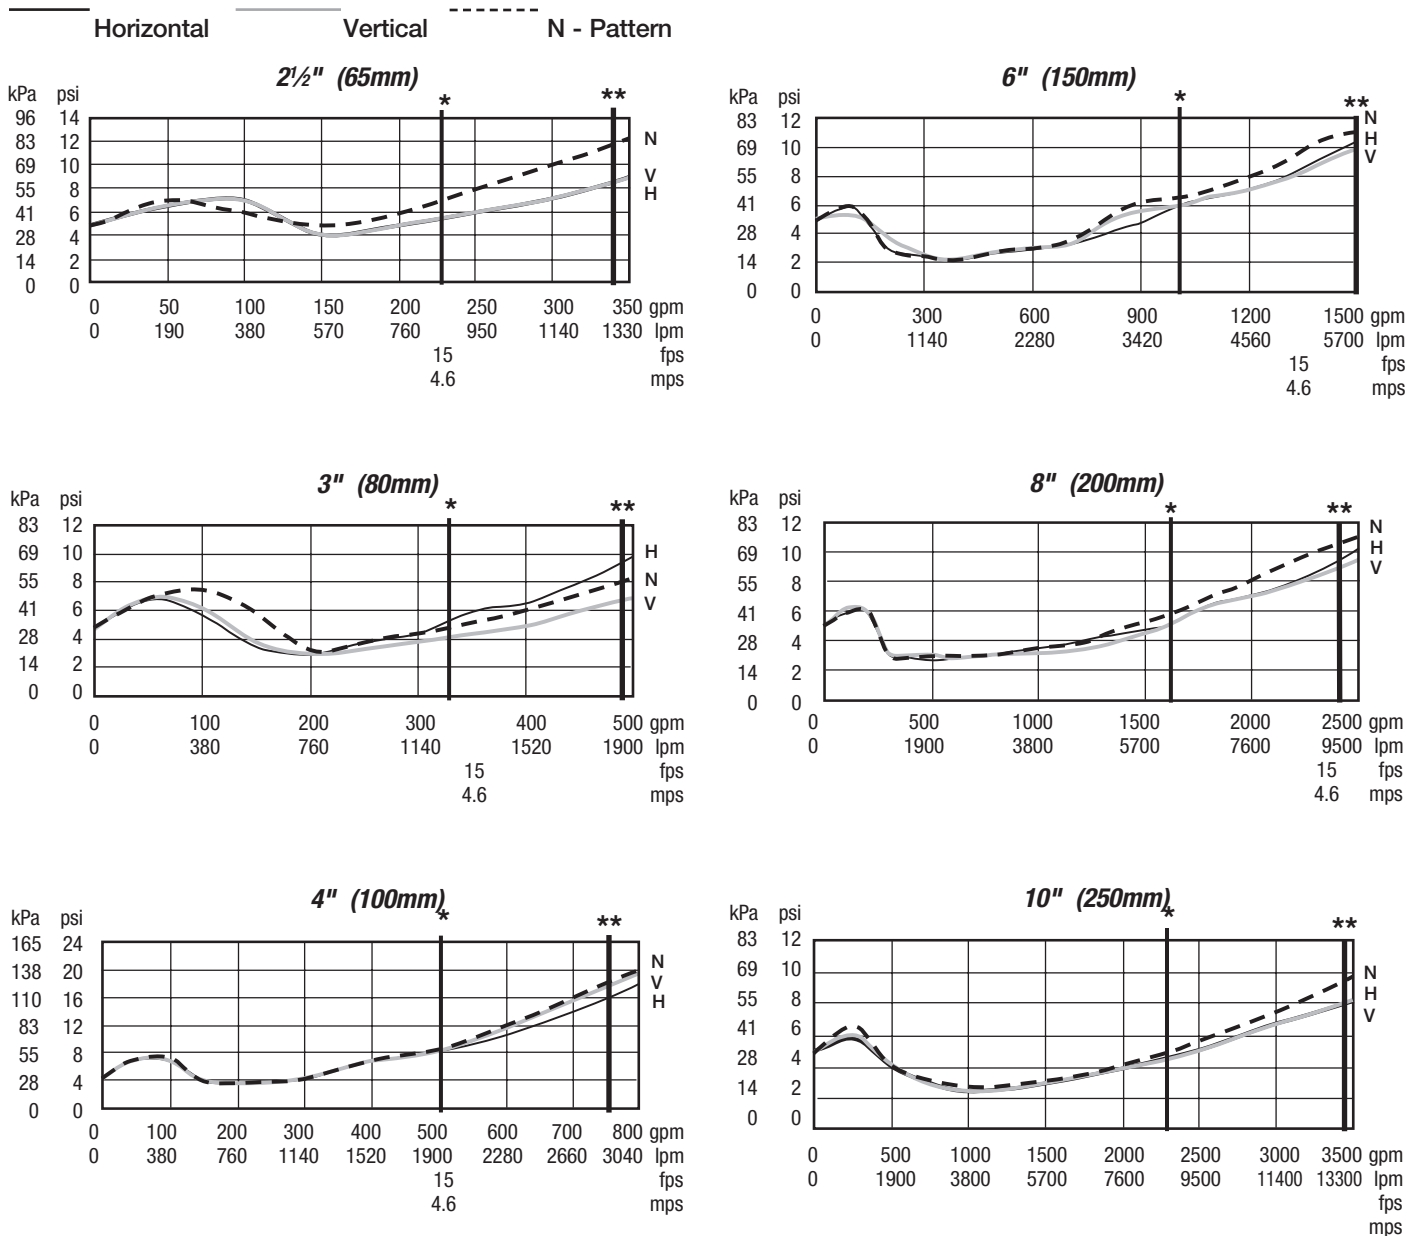 Horizontal Vertical N - Pattern
2½" (65mm)
* **
kPa psi
96 14
83 12
69 10
55 8
41 6
28 4
14 2
0 0
N
V
H
0 50 100 150 200 250 300 350 gpm
0 190 380 570 760 950 1140 1330 lpm
15 fps
4.6 mps
6" (150mm)
* **
kPa psi
83 12
69 10
55 8
41 6
28 4
14 2
0 0
N
H
V
0 300 600 900 1200 1500 gpm
0 1140 2280 3420 4560 5700 lpm
15 fps
4.6 mps
3" (80mm)
* **
kPa psi
83 12
69 10
55 8
41 6
28 4
14 2
0 0
H
N
V
0 100 200 300 400 500 gpm
0 380 760 1140 1520 1900 lpm
15 fps
4.6 mps
8" (200mm)
* **
kPa psi
83 12
69 10
55 8
41 6
28 4
14 2
0 0
N
H
V
0 500 1000 1500 2000 2500 gpm
0 1900 3800 5700 7600 9500 lpm
15 fps
4.6 mps
4" (100mm)
* **
kPa psi
165 24
138 20
110 16
83 12
55 8
28 4
0 0
N
V
H
0 100 200 300 400 500 600 700 800 gpm
0 380 760 1140 1520 1900 2280 2660 3040 lpm
15 fps
4.6 mps
10" (250mm)
* **
kPa psi
83 12
69 10
55 8
41 6
28 4
14 2
0 0
N
H
V
0 500 1000 1500 2000 2500 3000 3500 gpm
0 1900 3800 5700 7600 9500 11400 13300 lpm
fps
mps